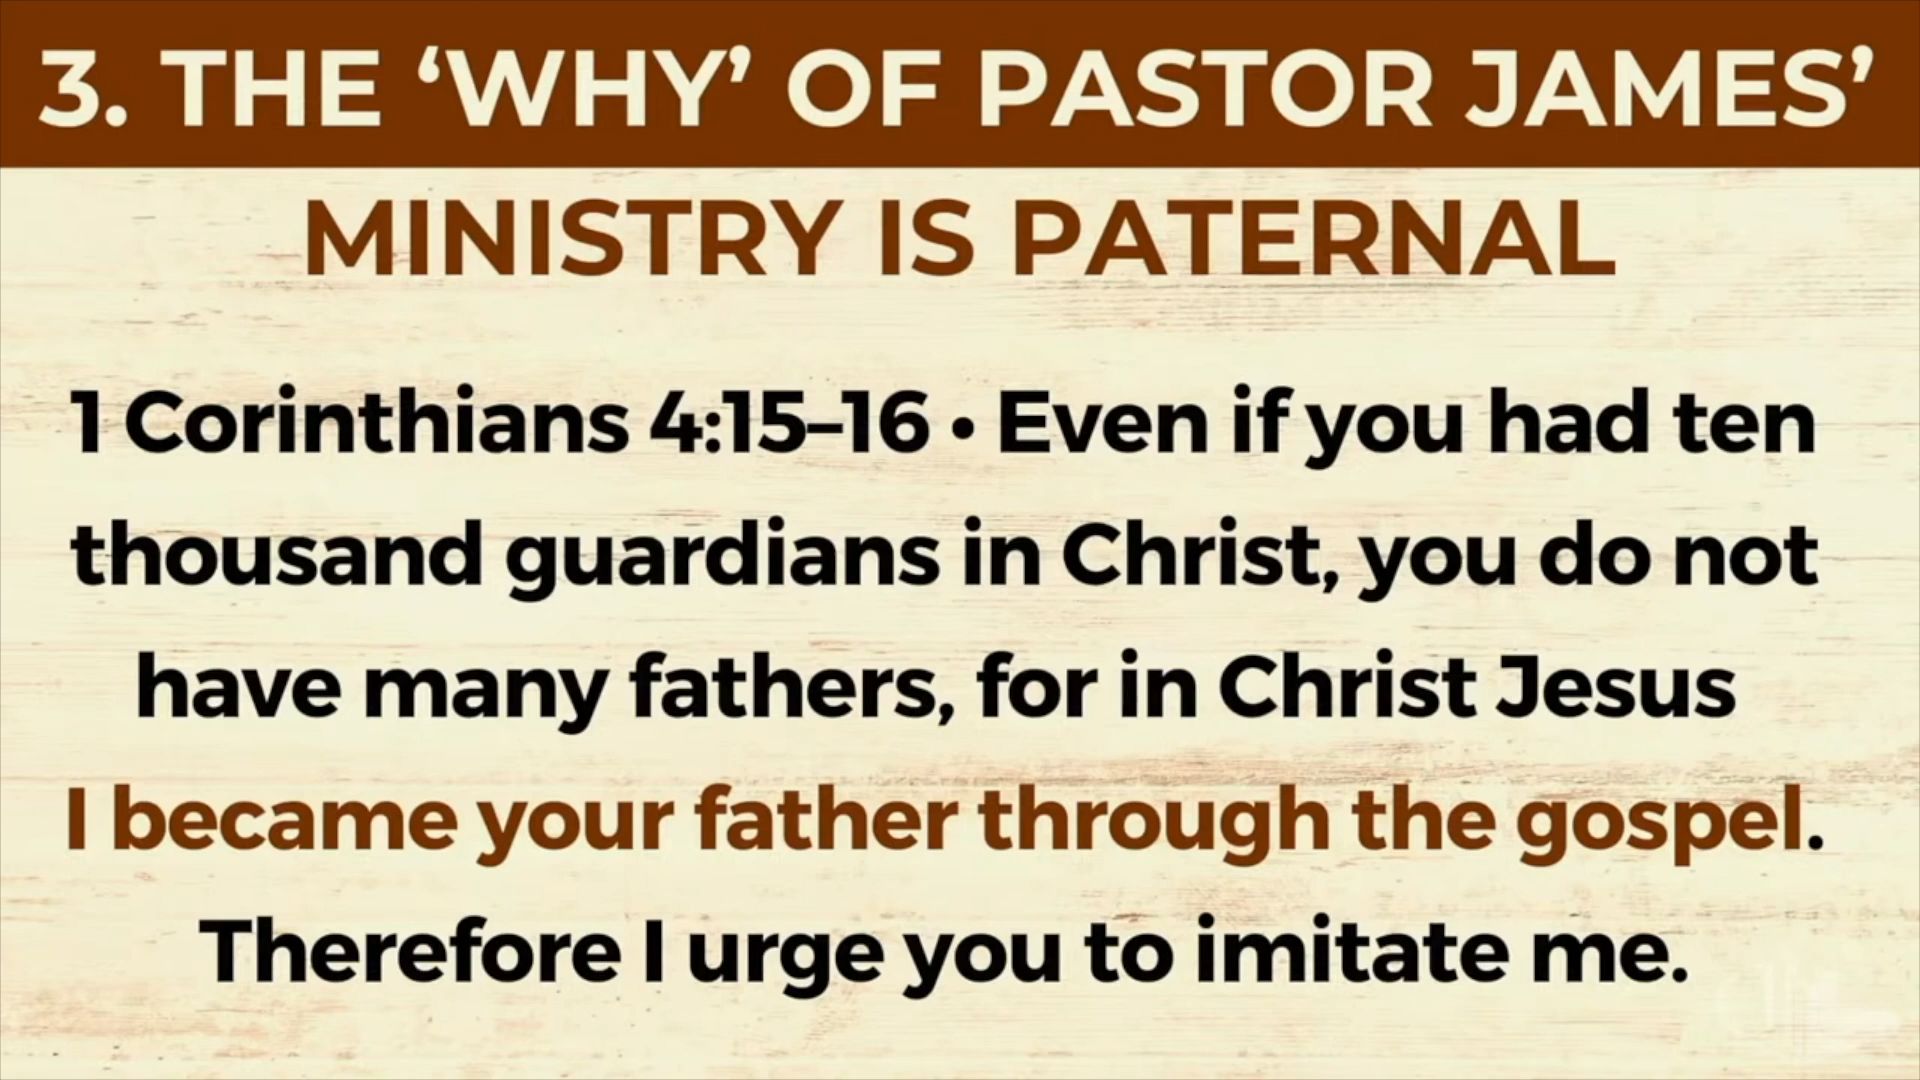 3. THE ‘WHY’ OF PASTOR JAMES’
MINISTRY IS PATERNAL
1 Corinthians 4:15–16 • Even if you had ten
thousand guardians in Christ, you do not
have many fathers, for in Christ Jesus
I became your father through the gospel.
Therefore I urge you to imitate me.